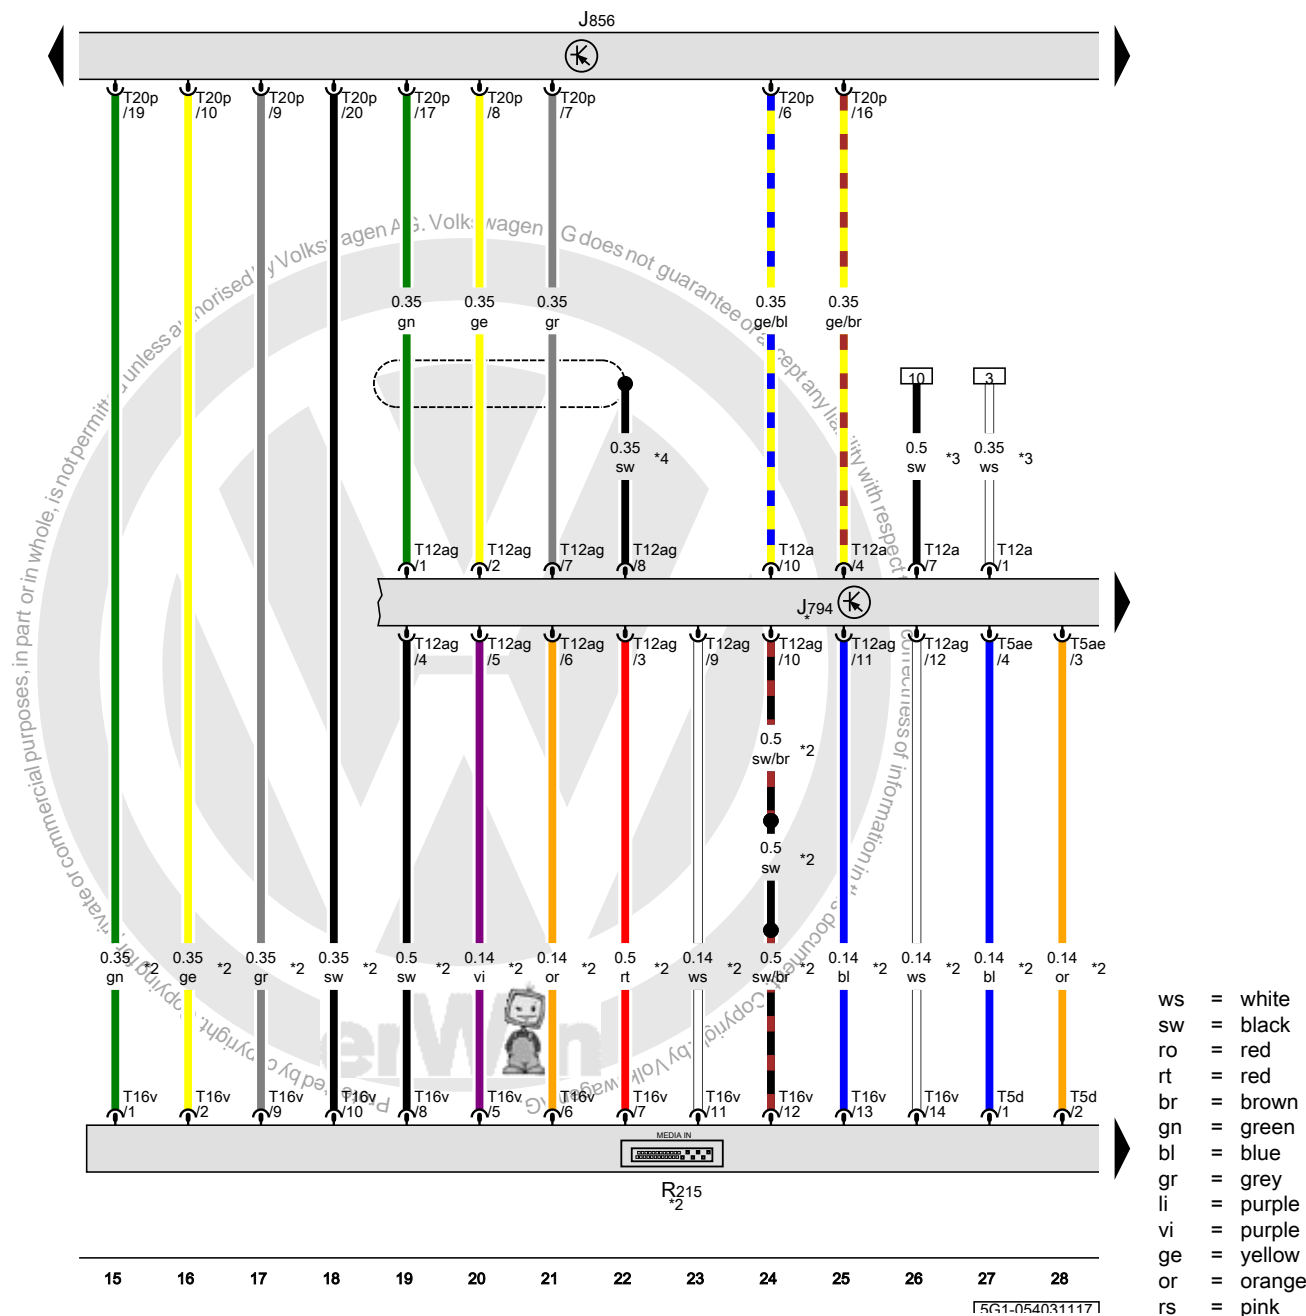 J856
T20p T20p T20p T20p T20p T20p T20p T20p T20p
/19 /10 /9 /20 /17 /8 /7 /6 /16
0.35 0.35 0.35 0.35 0.35
gn ge gr ge/bl ge/br
10 3
0.35 0.5 0.35
sw *4 sw *3 ws *3
T12ag T12ag T12ag T12ag T12a T12a T12a T12a
/1 /2 /7 /8 /10 /4 /7 /1
J794
*
T12ag T12ag T12ag T12ag T12ag T12ag T12ag T12ag T5ae T5ae
/4 /5 /6 /3 /9 /10 /11 /12 /4 /3
0.5
sw/br *2
0.5
sw *2
0.35 0.35 0.35 0.35 0.5 0.14 0.14 0.5 0.14 0.5 0.14 0.14 0.14 0.14
gn *2 ge *2 gr *2 sw *2 sw *2 vi *2 or *2 rt *2 ws *2 sw/br *2 bl *2 ws *2 bl *2 or *2
T16v T16v T16v T16v T16v T16v T16v T16v T16v T16v T16v T16v T5d T5d
/1 /2 /9 /10 /8 /5 /6 /7 /11 /12 /13 /14 /1 /2
MEDIA IN
R215
*2
15 16 17 18 19 20 21 22 23 24 25 26 27 28
5G1-054031117
ws = white
sw = black
ro = red
rt = red
br = brown
gn = green
bl = blue
gr = grey
li = purple
vi = purple
ge = yellow
or = orange
rs = pink
erWin